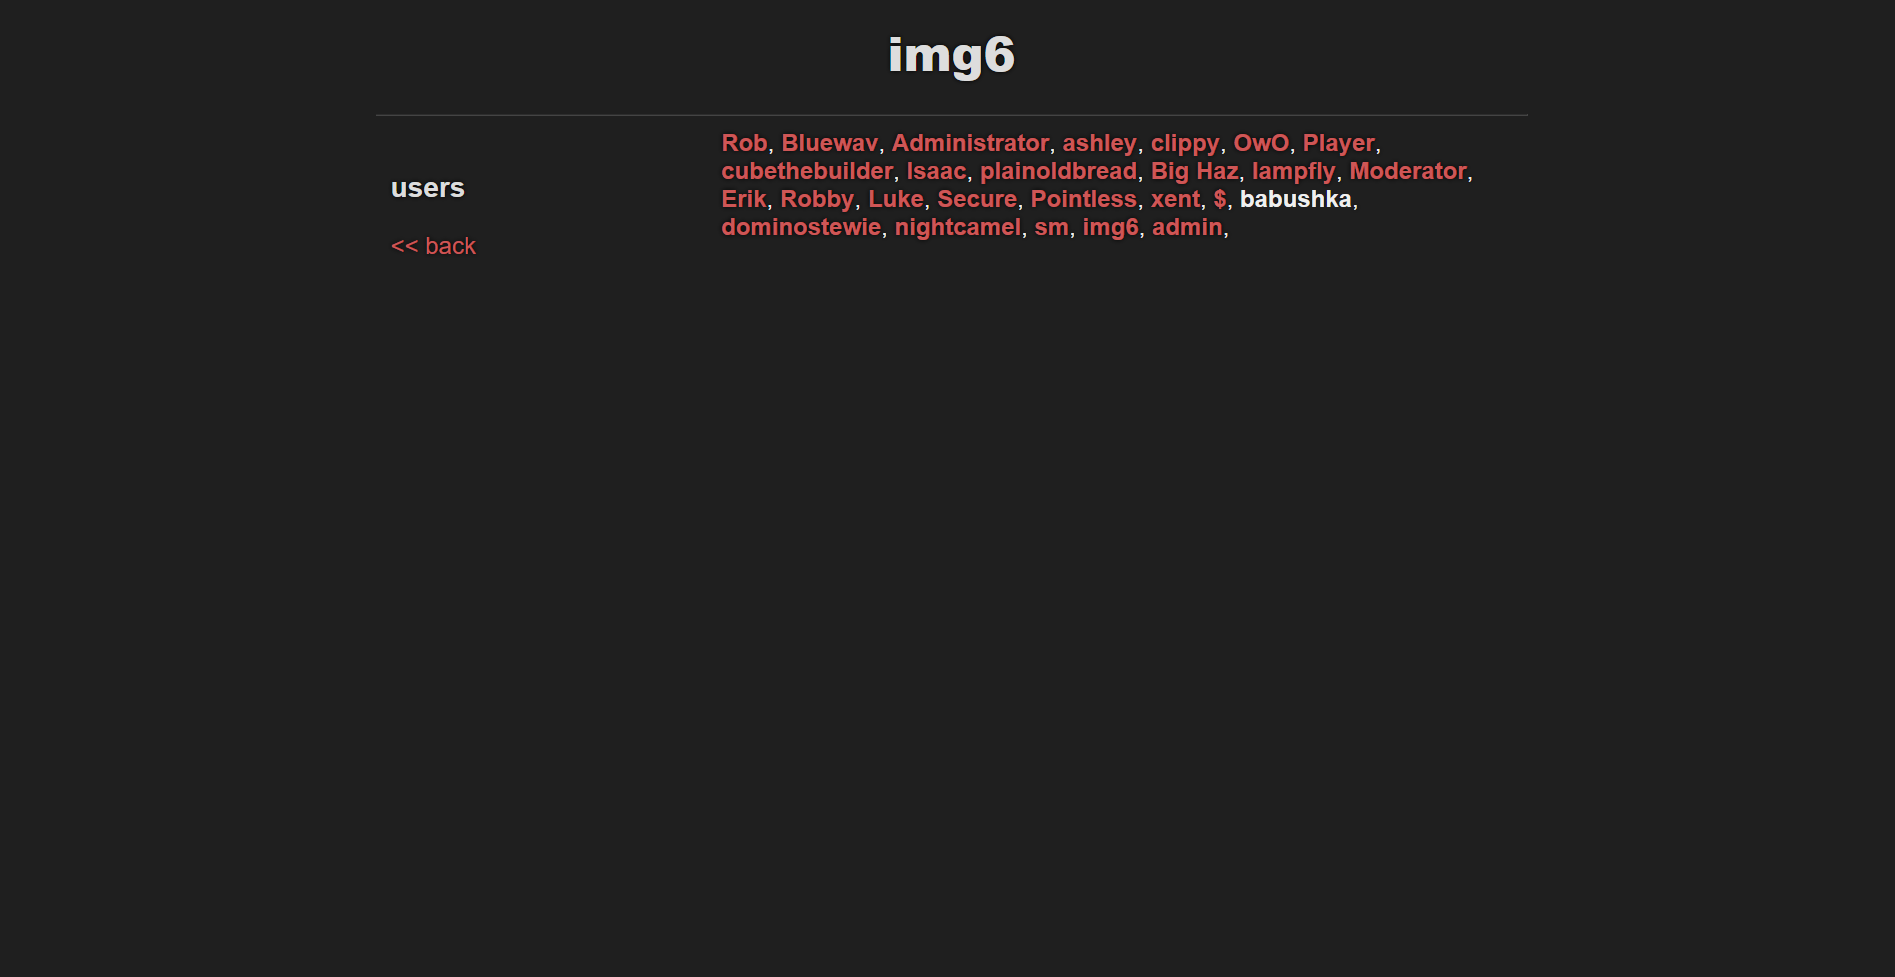 img6
users
<< back
Rob, Bluewav, Administrator, ashley, clippy, OwO, Player,
cubethebuilder, Isaac, plainoldbread, Big Haz, lampfly, Moderator,
Erik, Robby, Luke, Secure, Pointless, xent, $, babushka,
dominostewie, nightcamel, sm, img6, admin,